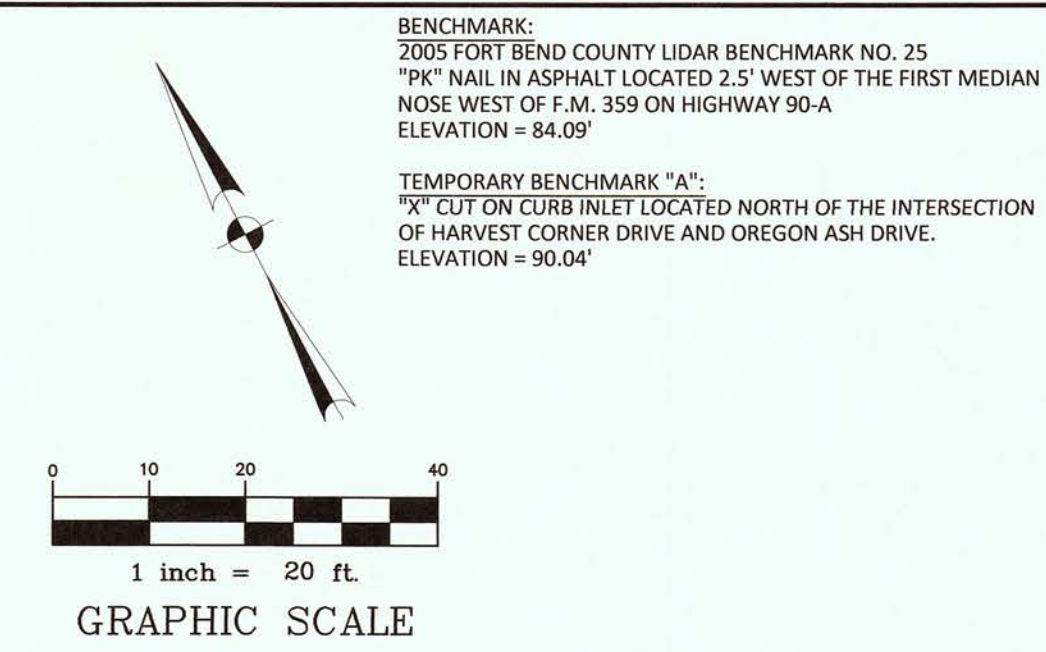 BENCHMARK:
2005 FORT BEND COUNTY LIDAR BENCHMARK NO. 25
"PK" NAIL IN ASPHALT LOCATED 2.5' WEST OF THE FIRST MEDIAN
NOSE WEST OF F.M. 359 ON HIGHWAY 90-A
ELEVATION = 84.09'
TEMPORARY BENCHMARK "A":
"X" CUT ON CURB INLET LOCATED NORTH OF THE INTERSECTION
OF HARVEST CORNER DRIVE AND OREGON ASH DRIVE.
ELEVATION = 90.04'
0 10 20 40
1 inch = 20 ft.
GRAPHIC SCALE